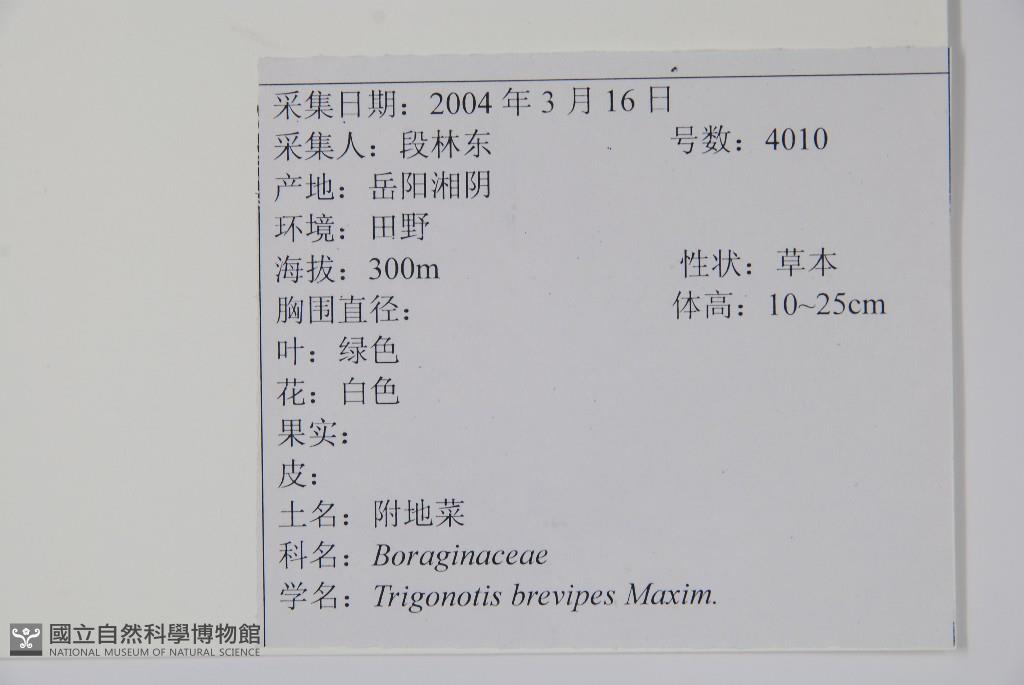 采集日期：2004 年 3 月 16 日
采集人：段林东 号数：4010
产地：岳阳湘阴
环境：田野
海拔：300m 性状：草本
胸围直径： 体高：10~25cm
叶：绿色
花：白色
果实：
皮：
土名：附地菜
科名：Boraginaceae
学名：Trigonotis brevipes Maxim.
國立自然科學博物館
NATIONAL MUSEUM OF NATURAL SCIENCE